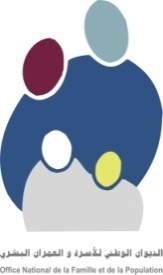 الديوان الوطني للأسرة و العمران البشري
Office National de la Famille et de la Population